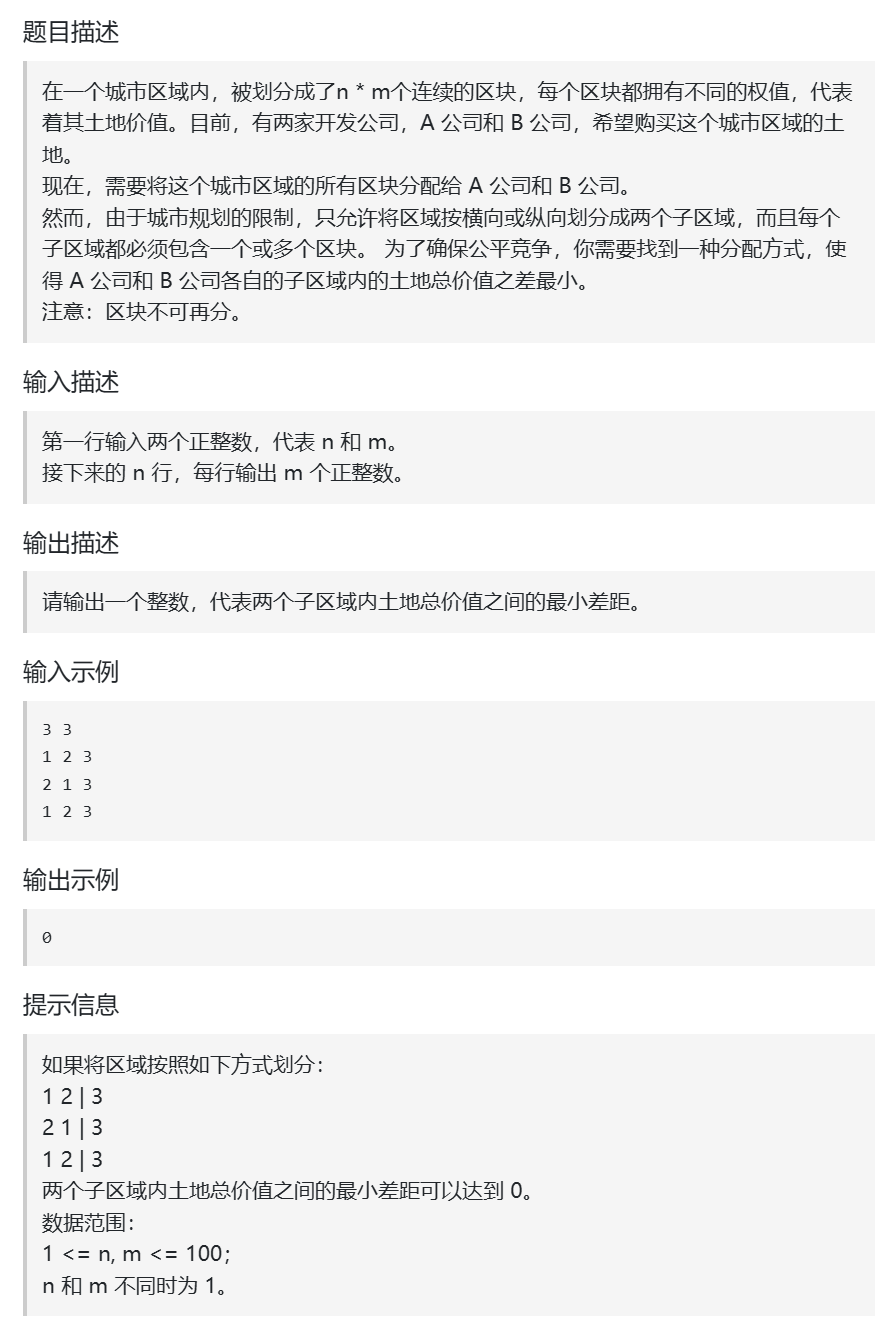 题目描述
在一个城市区域内，被划分成了n * m个连续的区块，每个区块都拥有不同的权值，代表
着其土地价值。目前，有两家开发公司，A 公司和 B 公司，希望购买这个城市区域的土
地。
现在，需要将这个城市区域的所有区块分配给 A 公司和 B 公司。
然而，由于城市规划的限制，只允许将区域按横向或纵向划分成两个子区域，而且每个
子区域都必须包含一个或多个区块。 为了确保公平竞争，你需要找到一种分配方式，使
得 A 公司和 B 公司各自的子区域内的土地总价值之差最小。
注意：区块不可再分。
输入描述
第一行输入两个正整数，代表 n 和 m。
接下来的 n 行，每行输出 m 个正整数。
输出描述
请输出一个整数，代表两个子区域内土地总价值之间的最小差距。
输入示例
3 3
1 2 3
2 1 3
1 2 3
输出示例
0
提示信息
如果将区域按照如下方式划分：
1 2 | 3
2 1 | 3
1 2 | 3
两个子区域内土地总价值之间的最小差距可以达到 0。
数据范围：
1 <= n, m <= 100；
n 和 m 不同时为 1。